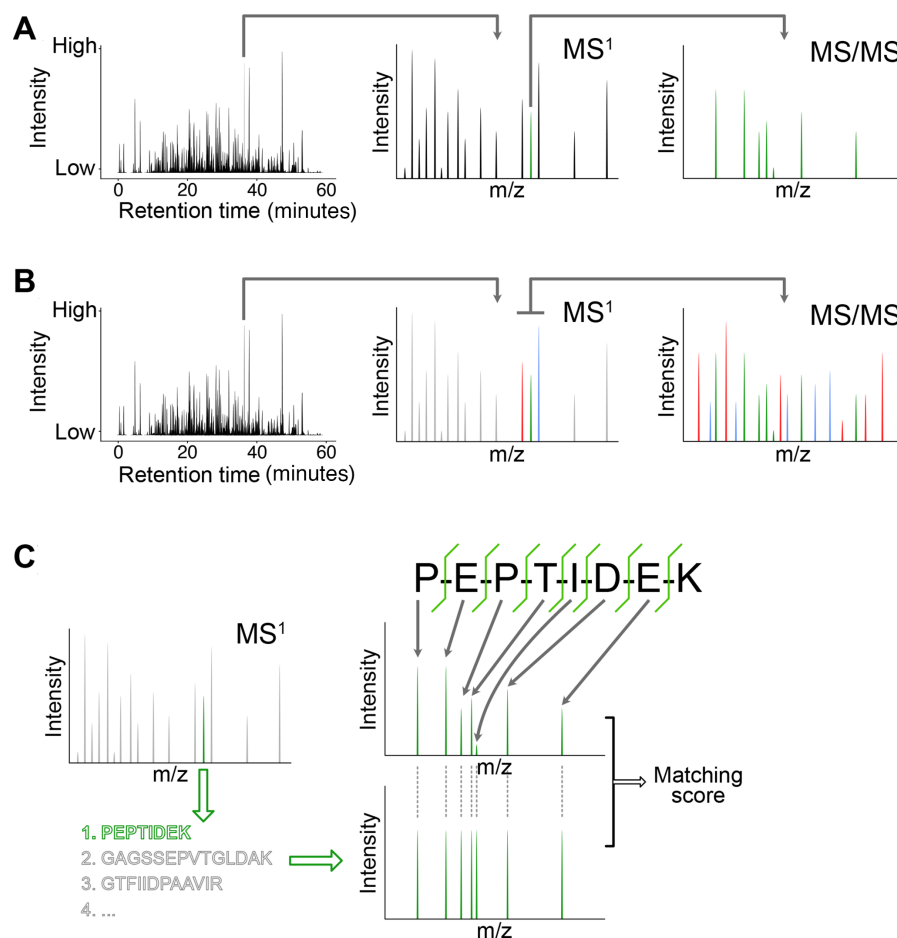 A
High
Low
Intensity
0
20
40
60
Retention time (minutes)
MS¹
Intensity
m/z
MS/MS
Intensity
m/z
B
High
Low
Intensity
0
20
40
60
Retention time (minutes)
MS¹
Intensity
m/z
MS/MS
Intensity
m/z
C
P-E-P-T-I-D-E-K
MS¹
Intensity
m/z
1. PEPTIDEK
2. GAGSSEPVTGLDAK
3. GTFIIDPAAVIR
4. ...
Intensity
m/z
Matching
score
Intensity
m/z